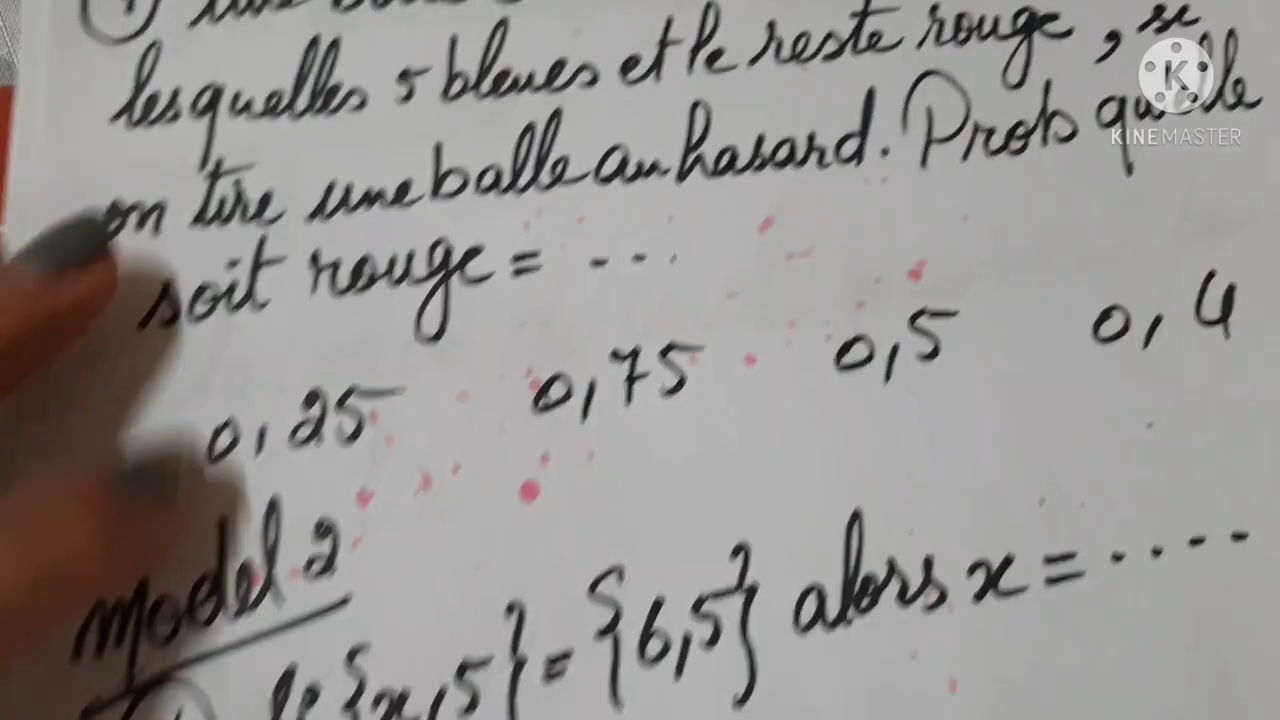 lesquelles 5 bleues et le reste rouge, si
on tire une balle au hasard. Prob qu'elle
soit rouge = ...
0,25 0,75 0,5 0,4
Model 2
{x,5} = {6,5} alors x = ....
K
KINEMASTER